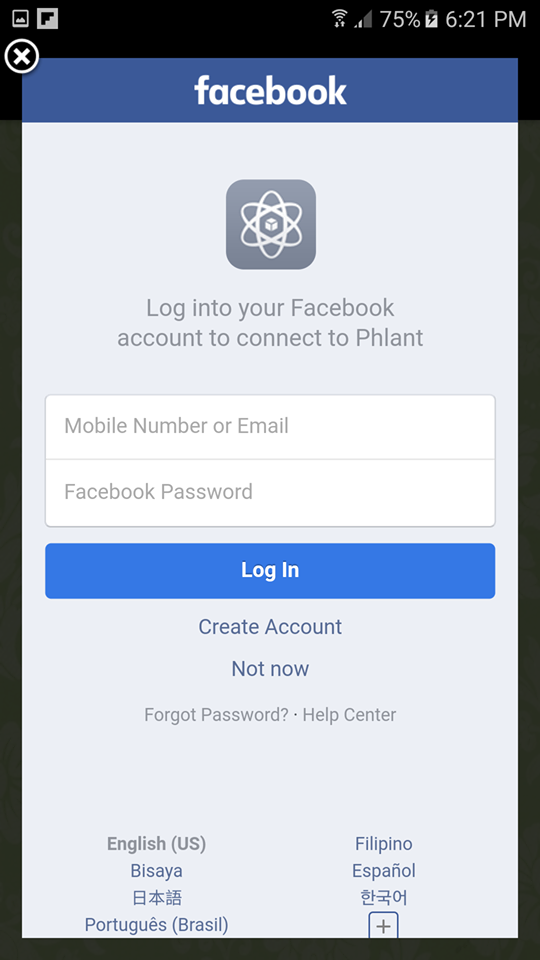 75% 6:21 PM
facebook
Log into your Facebook
account to connect to Phlant
Mobile Number or Email
Facebook Password
Log In
Create Account
Not now
Forgot Password? · Help Center
English (US) Filipino
Bisaya Español
日本語 한국어
Português (Brasil)